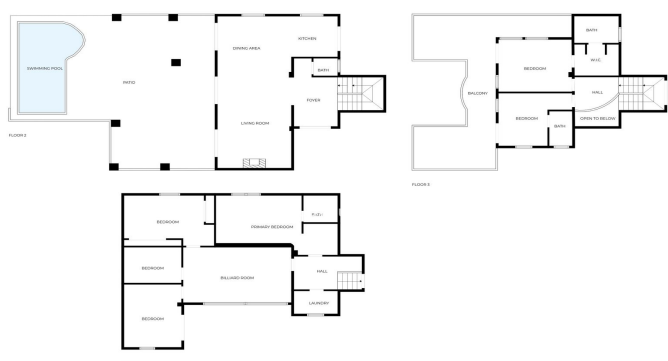 SWIMMING POOL
PATIO
DINING AREA
KITCHEN
BATH
FOYER
LIVING ROOM
FLOOR 2
BATH
W.I.C.
BEDROOM
HALL
BALCONY
BEDROOM
BATH
OPEN TO BELOW
FLOOR 3
BEDROOM
PRIMARY BEDROOM
BEDROOM
BILLIARD ROOM
HALL
LAUNDRY
BEDROOM